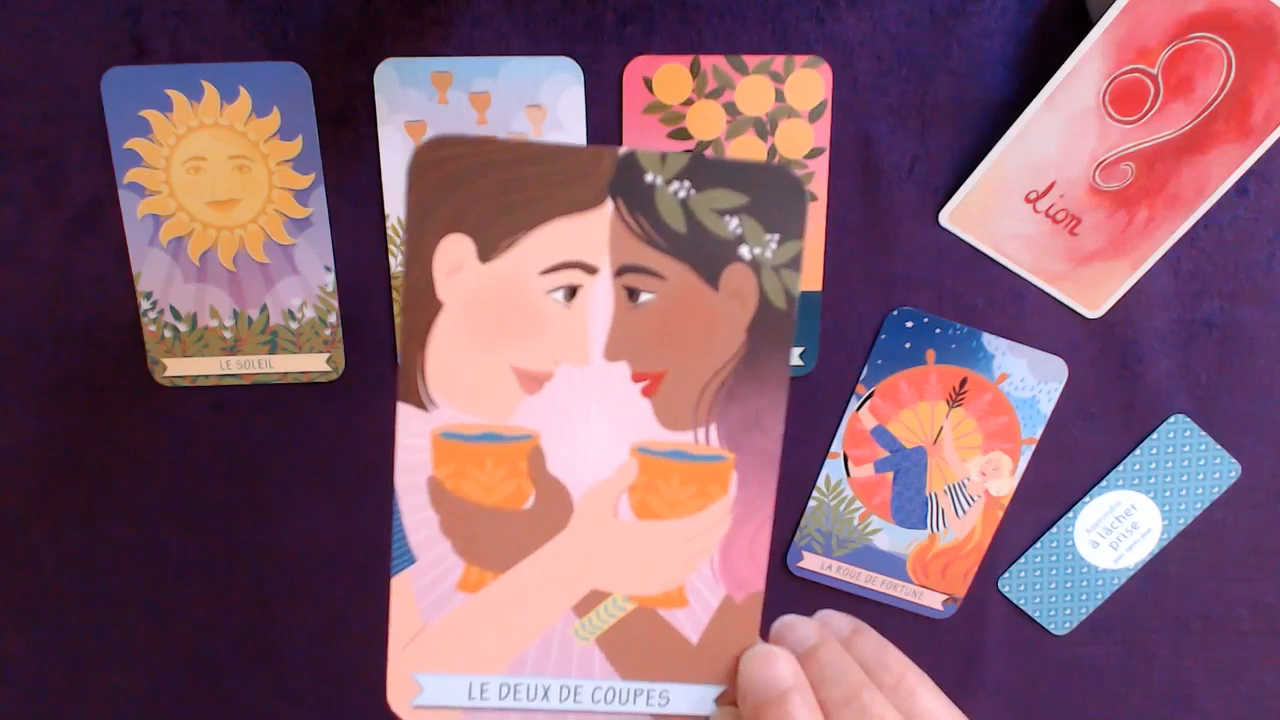 Lion
LE SOLEIL
Apprendre
à lâcher
prise
LA ROUE DE FORTUNE
LE DEUX DE COUPES